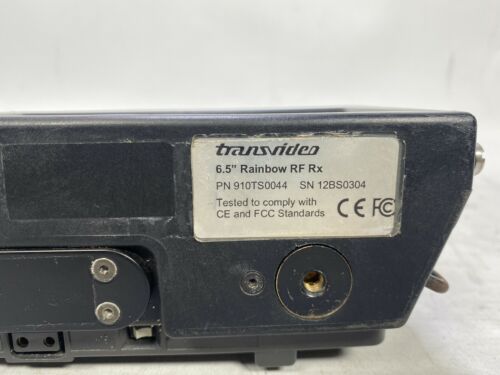 transvideo
6.5" Rainbow RF Rx
PN 910TS0044 SN 12BS0304
Tested to comply with
CE and FCC Standards CE FC